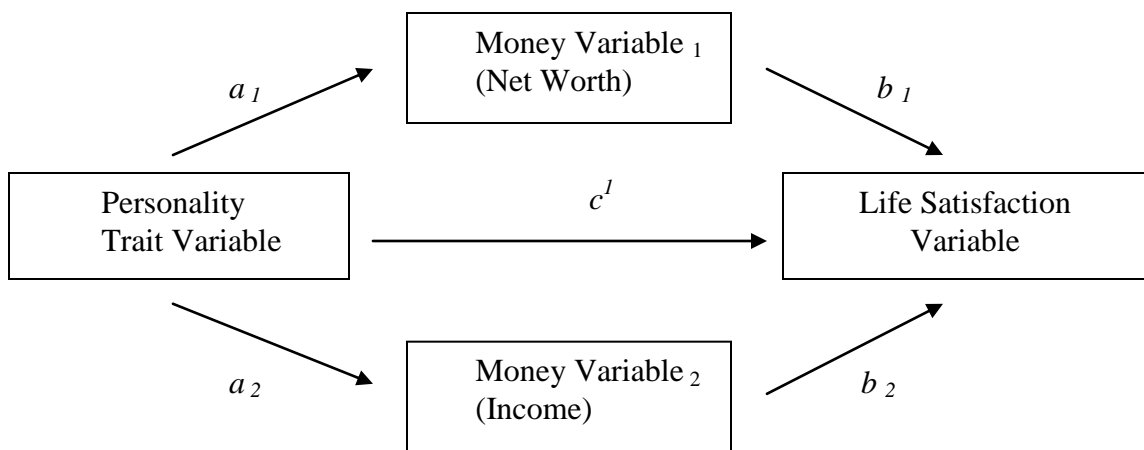 Money Variable 1
(Net Worth)
a 1
b 1
Personality
Trait Variable
c 1
Life Satisfaction
Variable
Money Variable 2
(Income)
a 2
b 2